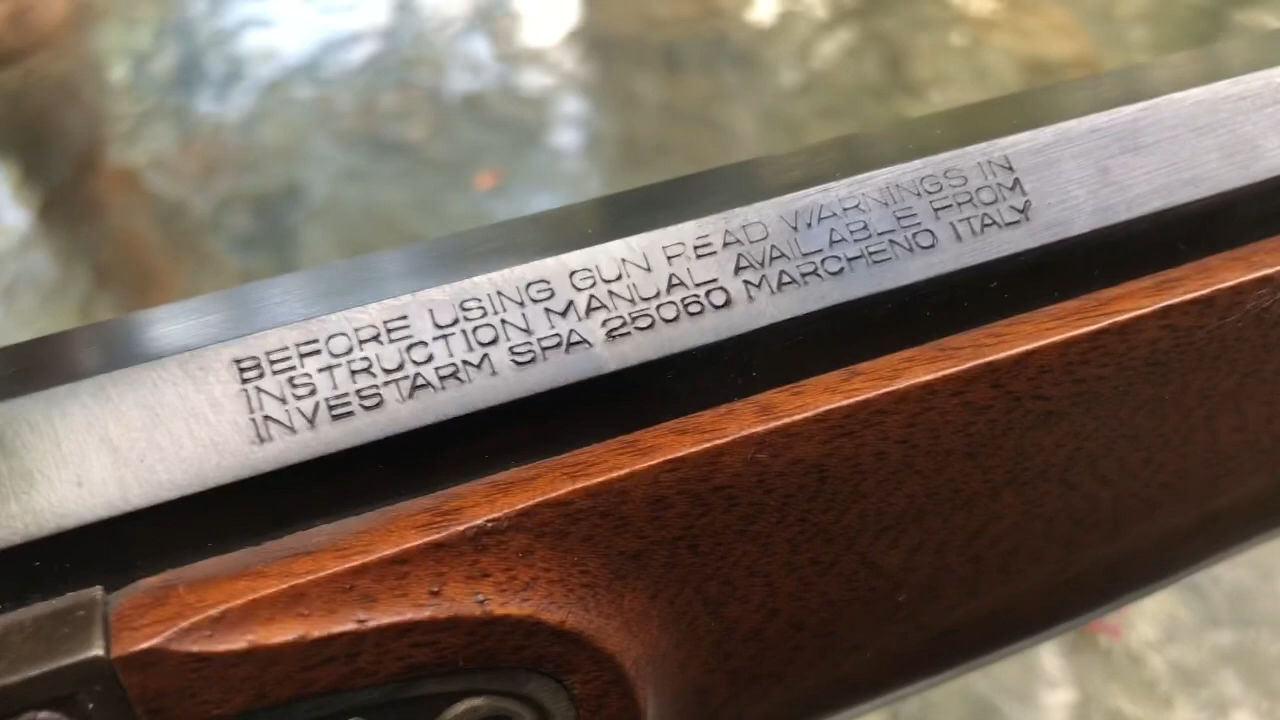 BEFORE USING GUN READ WARNINGS IN
INSTRUCTION MANUAL AVAILABLE FROM
INVESTARM SPA 25060 MARCHENO ITALY